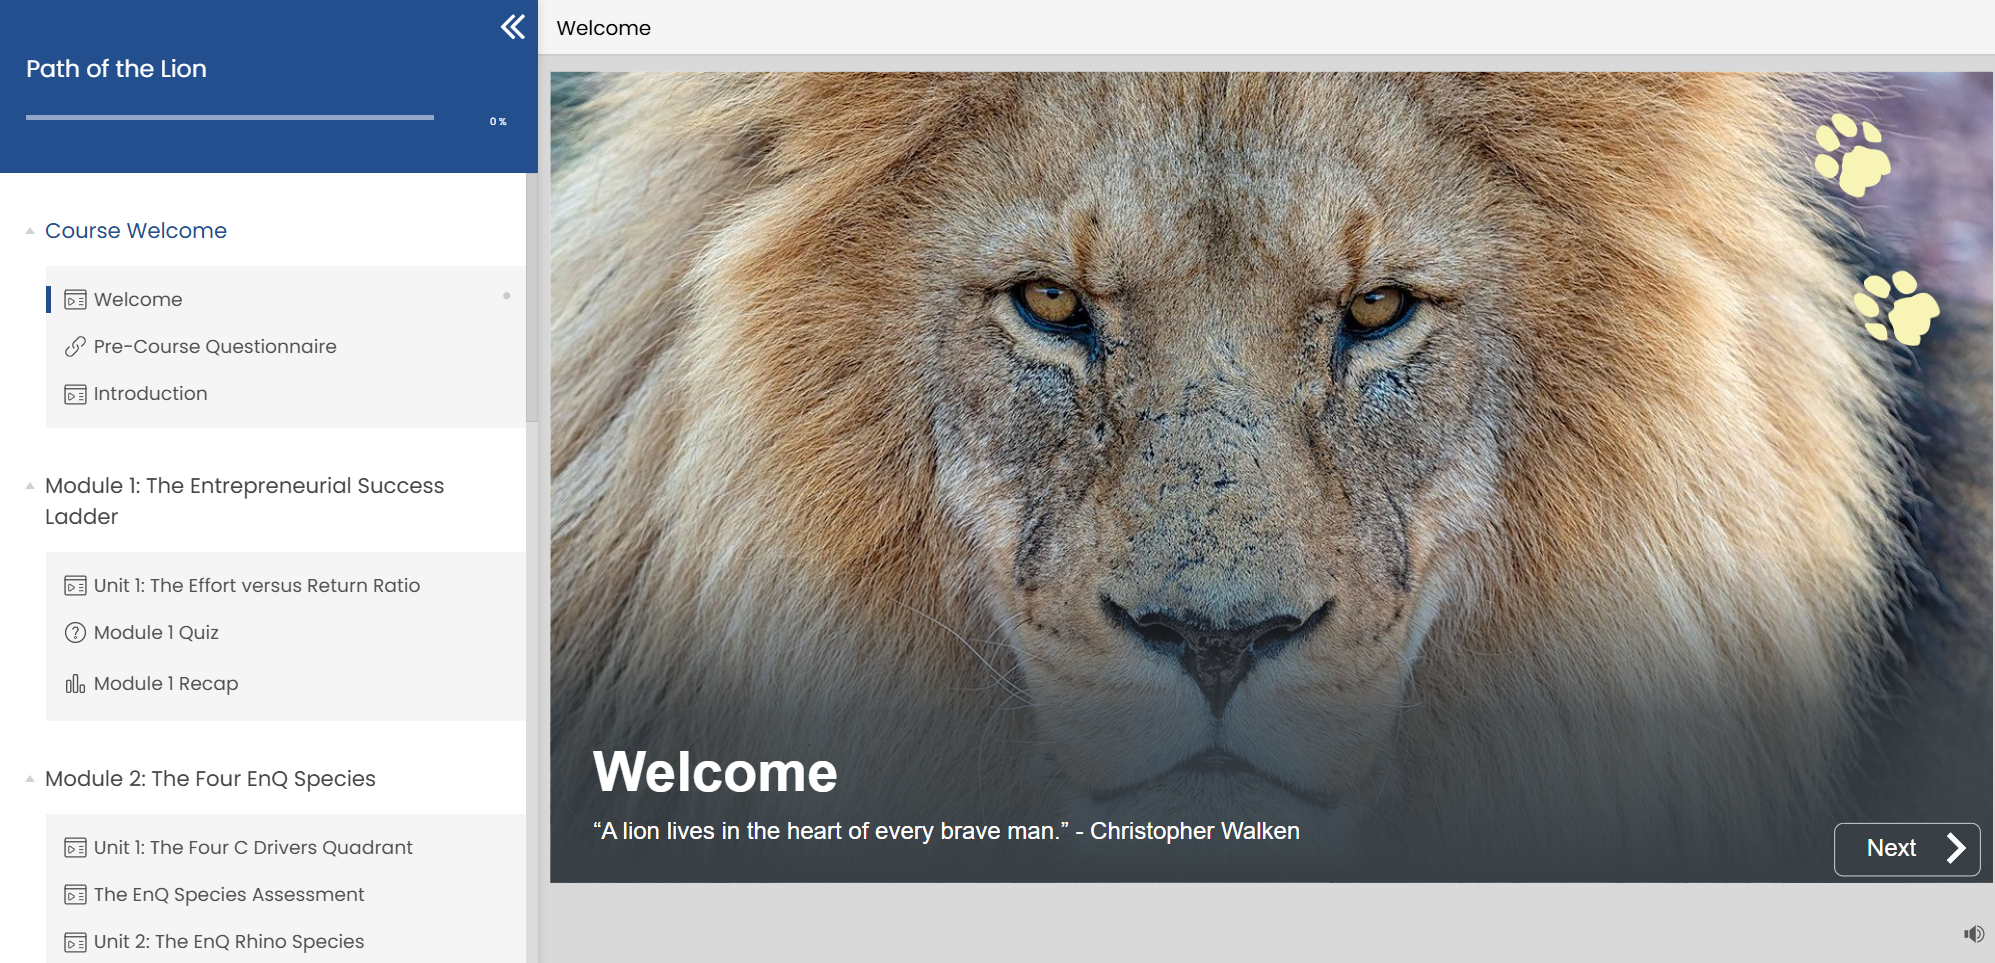 Path of the Lion
0%
Course Welcome
Welcome
Pre-Course Questionnaire
Introduction
Module 1: The Entrepreneurial Success
Ladder
Unit 1: The Effort versus Return Ratio
Module 1 Quiz
Module 1 Recap
Module 2: The Four EnQ Species
Unit 1: The Four C Drivers Quadrant
The EnQ Species Assessment
Unit 2: The EnQ Rhino Species
Welcome
Welcome
“A lion lives in the heart of every brave man.” - Christopher Walken
Next